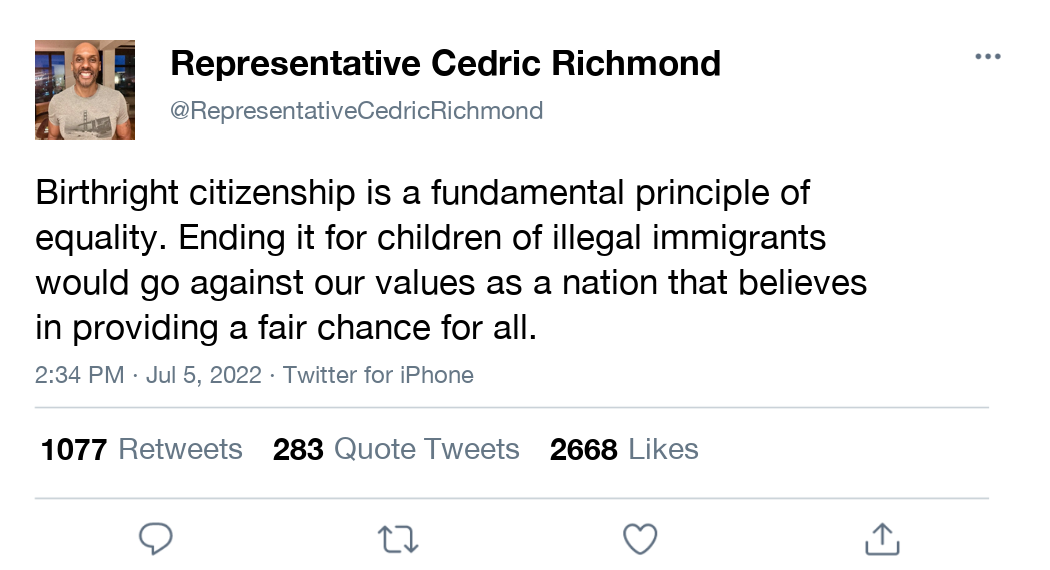 Representative Cedric Richmond
@RepresentativeCedricRichmond
Birthright citizenship is a fundamental principle of
equality. Ending it for children of illegal immigrants
would go against our values as a nation that believes
in providing a fair chance for all.
2:34 PM · Jul 5, 2022 · Twitter for iPhone
1077 Retweets 283 Quote Tweets 2668 Likes